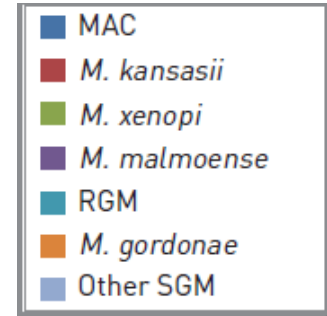 MAC
M. kansasii
M. xenopi
M. malmoense
RGM
M. gordonae
Other SGM